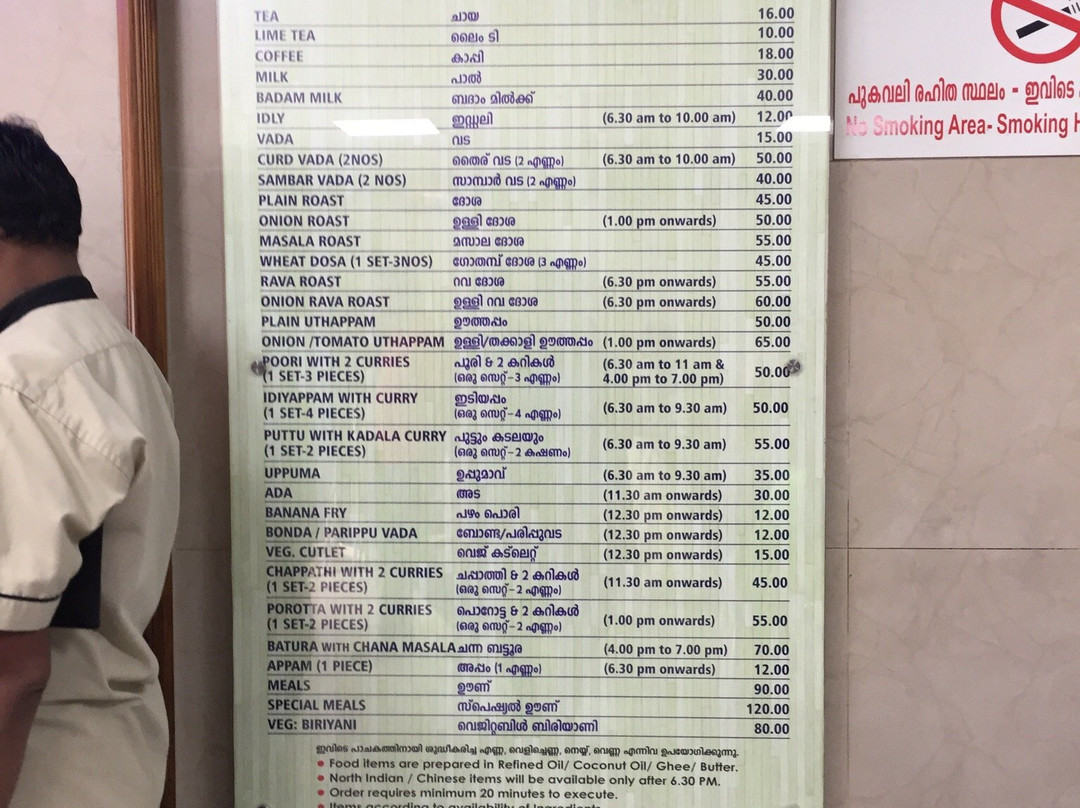 TEA ചായ 16.00
LIME TEA ലൈം ടി 10.00
COFFEE കാപ്പി 18.00
MILK പാൽ 30.00
BADAM MILK ബദാം മിൽക്ക് 40.00
IDLY ഇഡ്ഡലി (6.30 am to 10.00 am) 12.00
VADA വട 15.00
CURD VADA (2NOS) തൈര് വട (2 എണ്ണം) (6.30 am to 10.00 am) 50.00
SAMBAR VADA (2 NOS) സാമ്പാർ വട (2 എണ്ണം) 40.00
PLAIN ROAST ദോശ 45.00
ONION ROAST ഉള്ളി ദോശ (1.00 pm onwards) 50.00
MASALA ROAST മസാല ദോശ 55.00
WHEAT DOSA (1 SET-3NOS) ഗോതമ്പ് ദോശ (3 എണ്ണം) 45.00
RAVA ROAST റവ ദോശ (6.30 pm onwards) 55.00
ONION RAVA ROAST ഉള്ളി റവ ദോശ (6.30 pm onwards) 60.00
PLAIN UTHAPPAM ഊത്തപ്പം 50.00
ONION /TOMATO UTHAPPAM ഉള്ളി/തക്കാളി ഊത്തപ്പം (1.00 pm onwards) 65.00
POORI WITH 2 CURRIES പൂരി & 2 കറികൾ (6.30 am to 11 am &
(1 SET-3 PIECES) (ഒരു സെറ്റ്-3 എണ്ണം) 4.00 pm to 7.00 pm) 50.00
IDIYAPPAM WITH CURRY ഇടിയപ്പം
(1 SET-4 PIECES) (ഒരു സെറ്റ്-4 എണ്ണം) (6.30 am to 9.30 am) 50.00
PUTTU WITH KADALA CURRY പുട്ടും കടലയും
(1 SET-2 PIECES) (ഒരു സെറ്റ്-2 കഷണം) (6.30 am to 9.30 am) 55.00
UPPUMA ഉപ്പുമാവ് (6.30 am to 9.30 am) 35.00
ADA അട (11.30 am onwards) 30.00
BANANA FRY പഴം പൊരി (12.30 pm onwards) 12.00
BONDA / PARIPPU VADA ബോണ്ട/പരിപ്പുവട (12.30 pm onwards) 12.00
VEG. CUTLET വെജ് കട്ലെറ്റ് (12.30 pm onwards) 15.00
CHAPPATHI WITH 2 CURRIES ചപ്പാത്തി & 2 കറികൾ
(1 SET-2 PIECES) (ഒരു സെറ്റ്-2 എണ്ണം) (11.30 am onwards) 45.00
POROTTA WITH 2 CURRIES പൊറോട്ട & 2 കറികൾ
(1 SET-2 PIECES) (ഒരു സെറ്റ്-2 എണ്ണം) (1.00 pm onwards) 55.00
BATURA WITH CHANA MASALA ചന്ന ബട്ടൂര (4.00 pm to 7.00 pm) 70.00
APPAM (1 PIECE) അപ്പം (1 എണ്ണം) (6.30 pm onwards) 12.00
MEALS ഊണ് 90.00
SPECIAL MEALS സ്പെഷ്യൽ ഊണ് 120.00
VEG: BIRIYANI വെജിറ്റബിൾ ബിരിയാണി 80.00
ഇവിടെ പാചകത്തിനായി ശുദ്ധീകരിച്ച എണ്ണ, വെളിച്ചെണ്ണ, നെയ്യ്, വെണ്ണ എന്നിവ ഉപയോഗിക്കുന്നു.
• Food items are prepared in Refined Oil/ Coconut Oil/ Ghee/ Butter.
• North Indian / Chinese items will be available only after 6.30 PM.
• Order requires minimum 20 minutes to execute.
• Items according to availability of Ingredients
പുകവലി രഹിത സ്ഥലം - ഇവിടെ
No Smoking Area- Smoking H